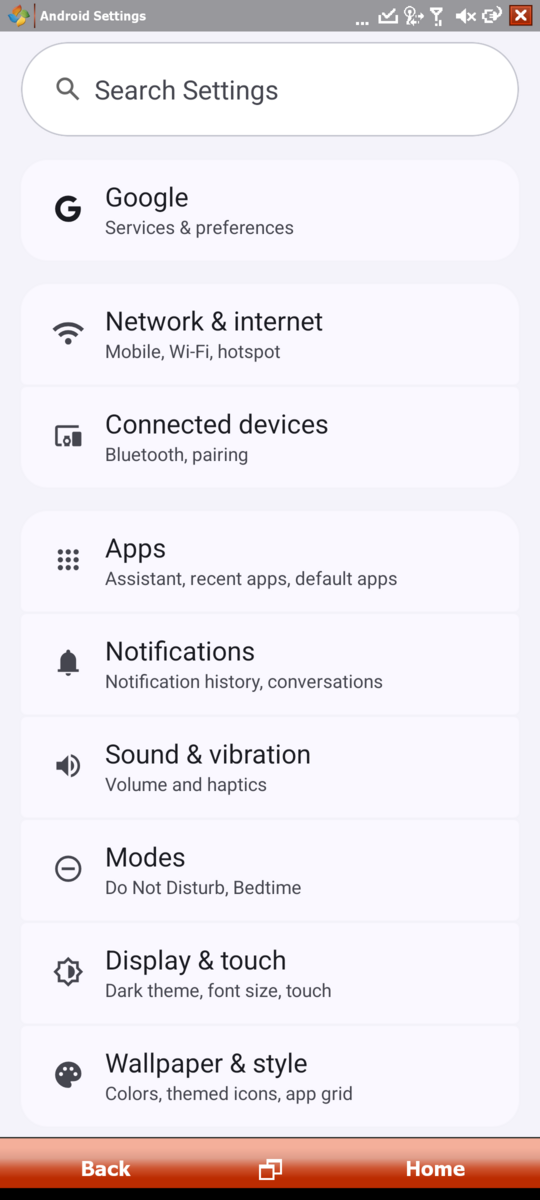 Android Settings
...
Search Settings
Google
Services & preferences
Network & internet
Mobile, Wi-Fi, hotspot
Connected devices
Bluetooth, pairing
Apps
Assistant, recent apps, default apps
Notifications
Notification history, conversations
Sound & vibration
Volume and haptics
Modes
Do Not Disturb, Bedtime
Display & touch
Dark theme, font size, touch
Wallpaper & style
Colors, themed icons, app grid
Back
Home